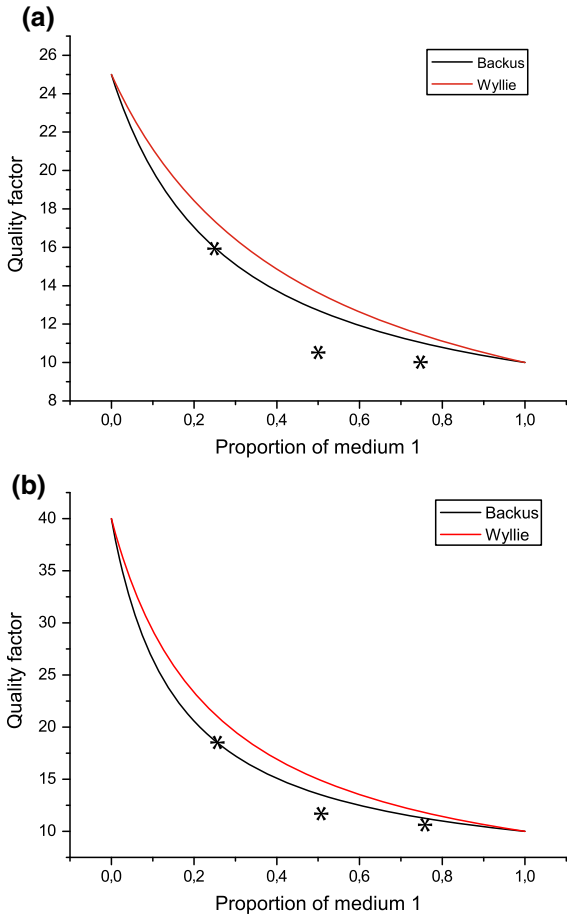 (a)
26
24
22
20
18
16
14
12
10
8
Quality factor
Backus
Wyllie
0,0 0,2 0,4 0,6 0,8 1,0
Proportion of medium 1
(b)
40
35
30
25
20
15
10
Quality factor
Backus
Wyllie
0,0 0,2 0,4 0,6 0,8 1,0
Proportion of medium 1